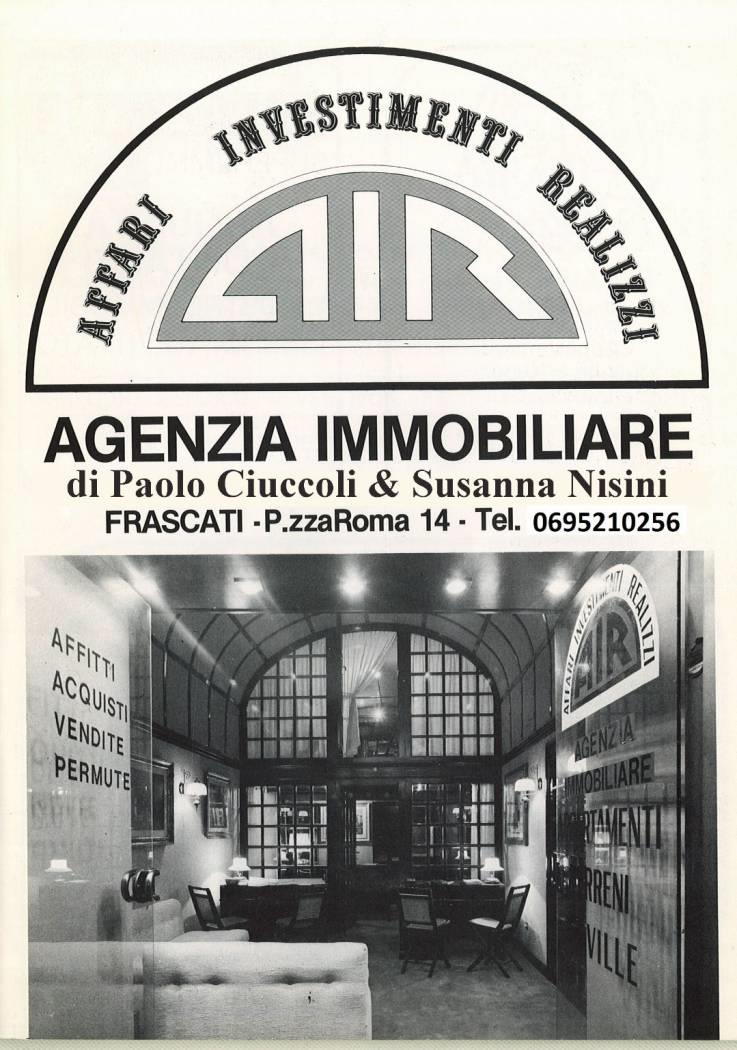 AFFARI INVESTIMENTI REALIZZI
AIR
AGENZIA IMMOBILIARE
di Paolo Ciuccoli & Susanna Nisini
FRASCATI - P.zzaRoma 14 - Tel. 0695210256
AFFITTI
ACQUISTI
VENDITE
PERMUTE
AFFARI INVESTIMENTI REALIZZI
AIR
AGENZIA
IMMOBILIARE
VILLE